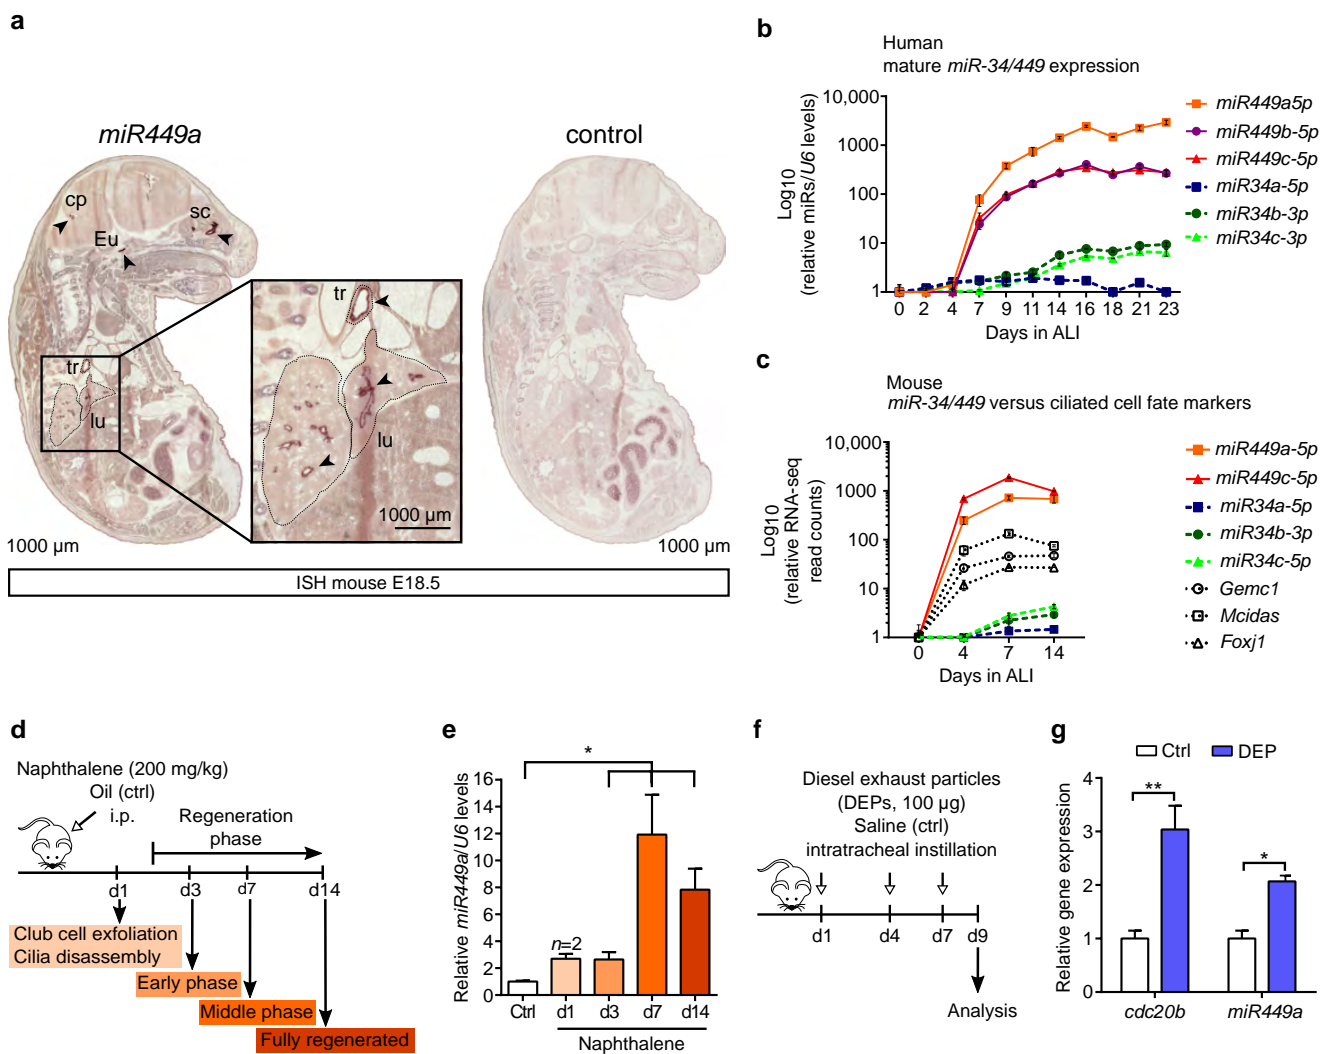 a
miR449a
control
cp
sc
Eu
tr
lu
tr
lu
1000 µm
1000 µm
1000 µm
ISH mouse E18.5
b
Human
mature miR-34/449 expression
Log10
(relative miRs/U6 levels)
10,000
1000
100
10
1
0 2 4 7 9 11 14 16 18 21 23
Days in ALI
miR449a5p
miR449b-5p
miR449c-5p
miR34a-5p
miR34b-3p
miR34c-3p
c
Mouse
miR-34/449 versus ciliated cell fate markers
Log10
(relative RNA-seq
read counts)
10,000
1000
100
10
1
0 4 7 14
Days in ALI
miR449a-5p
miR449c-5p
miR34a-5p
miR34b-3p
miR34c-5p
Gemc1
Mcidas
Foxj1
d
Naphthalene (200 mg/kg)
Oil (ctrl)
i.p.
Regeneration
phase
d1 d3 d7 d14
Club cell exfoliation
Cilia disassembly
Early phase
Middle phase
Fully regenerated
e
Relative miR449a/U6 levels
16
14
12
10
8
6
4
2
0
*
n=2
Ctrl d1 d3 d7 d14
Naphthalene
f
Diesel exhaust particles
(DEPs, 100 µg)
Saline (ctrl)
intratracheal instillation
d1 d4 d7 d9
Analysis
g
Ctrl DEP
Relative gene expression
4
3
2
1
0
**
*
cdc20b miR449a